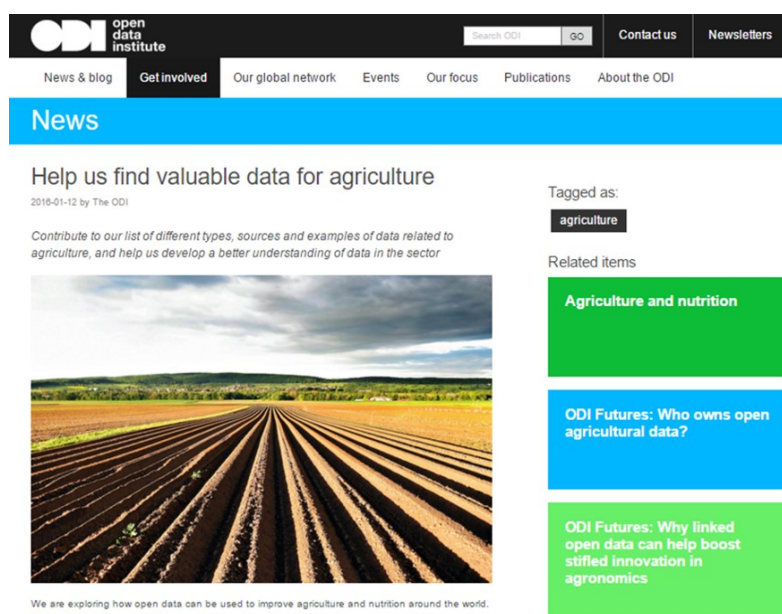 open
data
institute
Search ODI
GO
Contact us
Newsletters
News & blog
Get involved
Our global network
Events
Our focus
Publications
About the ODI
News
Help us find valuable data for agriculture
2016-01-12 by The ODI
Contribute to our list of different types, sources and examples of data related to
agriculture, and help us develop a better understanding of data in the sector
We are exploring how open data can be used to improve agriculture and nutrition around the world.
Tagged as:
agriculture
Related items
Agriculture and nutrition
ODI Futures: Who owns open
agricultural data?
ODI Futures: Why linked
open data can help boost
stifled innovation in
agronomics